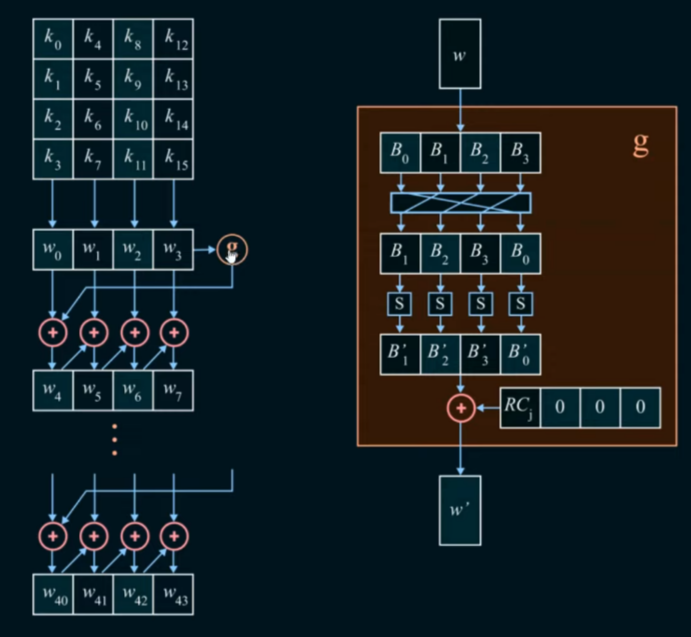 k0 k4 k8 k12
k1 k5 k9 k13
k2 k6 k10 k14
k3 k7 k11 k15
w0 w1 w2 w3 g
+ + + +
w4 w5 w6 w7
+ + + +
w40 w41 w42 w43
w
g
B0 B1 B2 B3
B1 B2 B3 B0
S S S S
B'1 B'2 B'3 B'0
+ RCj 0 0 0
w'